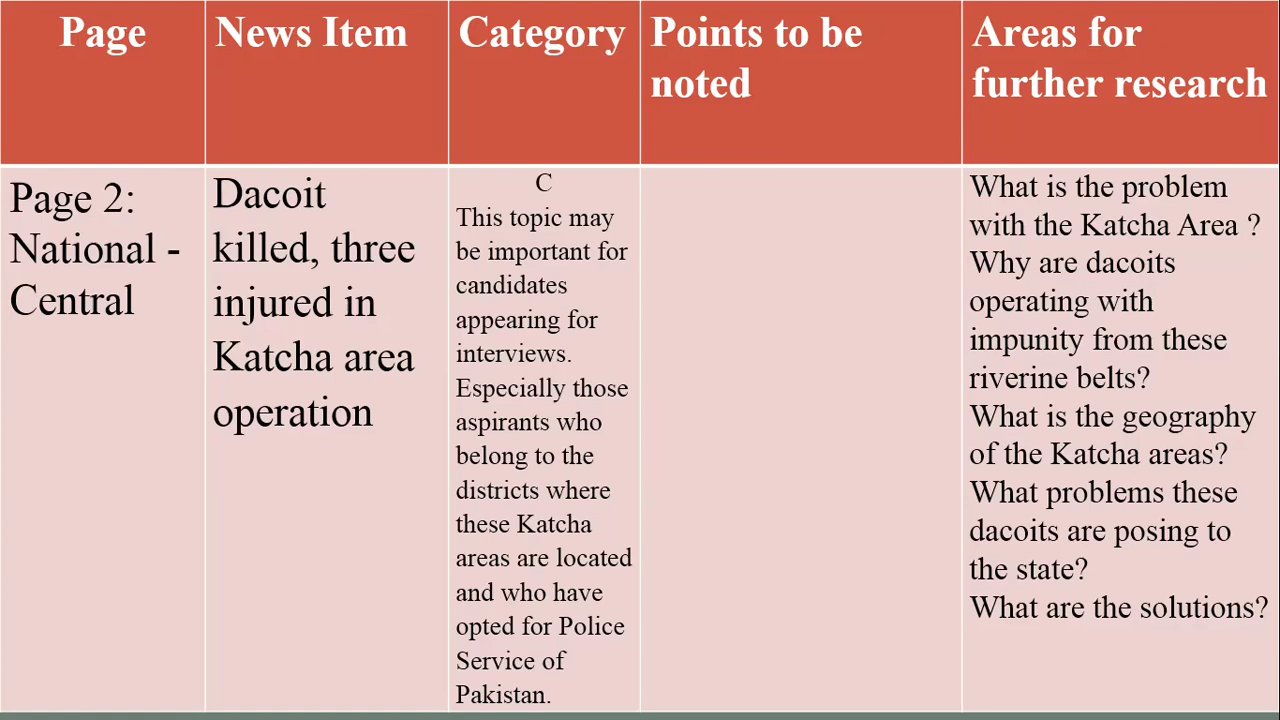 Page
News Item
Category
Points to be
noted
Areas for
further research
Page 2:
National -
Central
Dacoit
killed, three
injured in
Katcha area
operation
C
This topic may
be important for
candidates
appearing for
interviews.
Especially those
aspirants who
belong to the
districts where
these Katcha
areas are located
and who have
opted for Police
Service of
Pakistan.
What is the problem
with the Katcha Area ?
Why are dacoits
operating with
impunity from these
riverine belts?
What is the geography
of the Katcha areas?
What problems these
dacoits are posing to
the state?
What are the solutions?